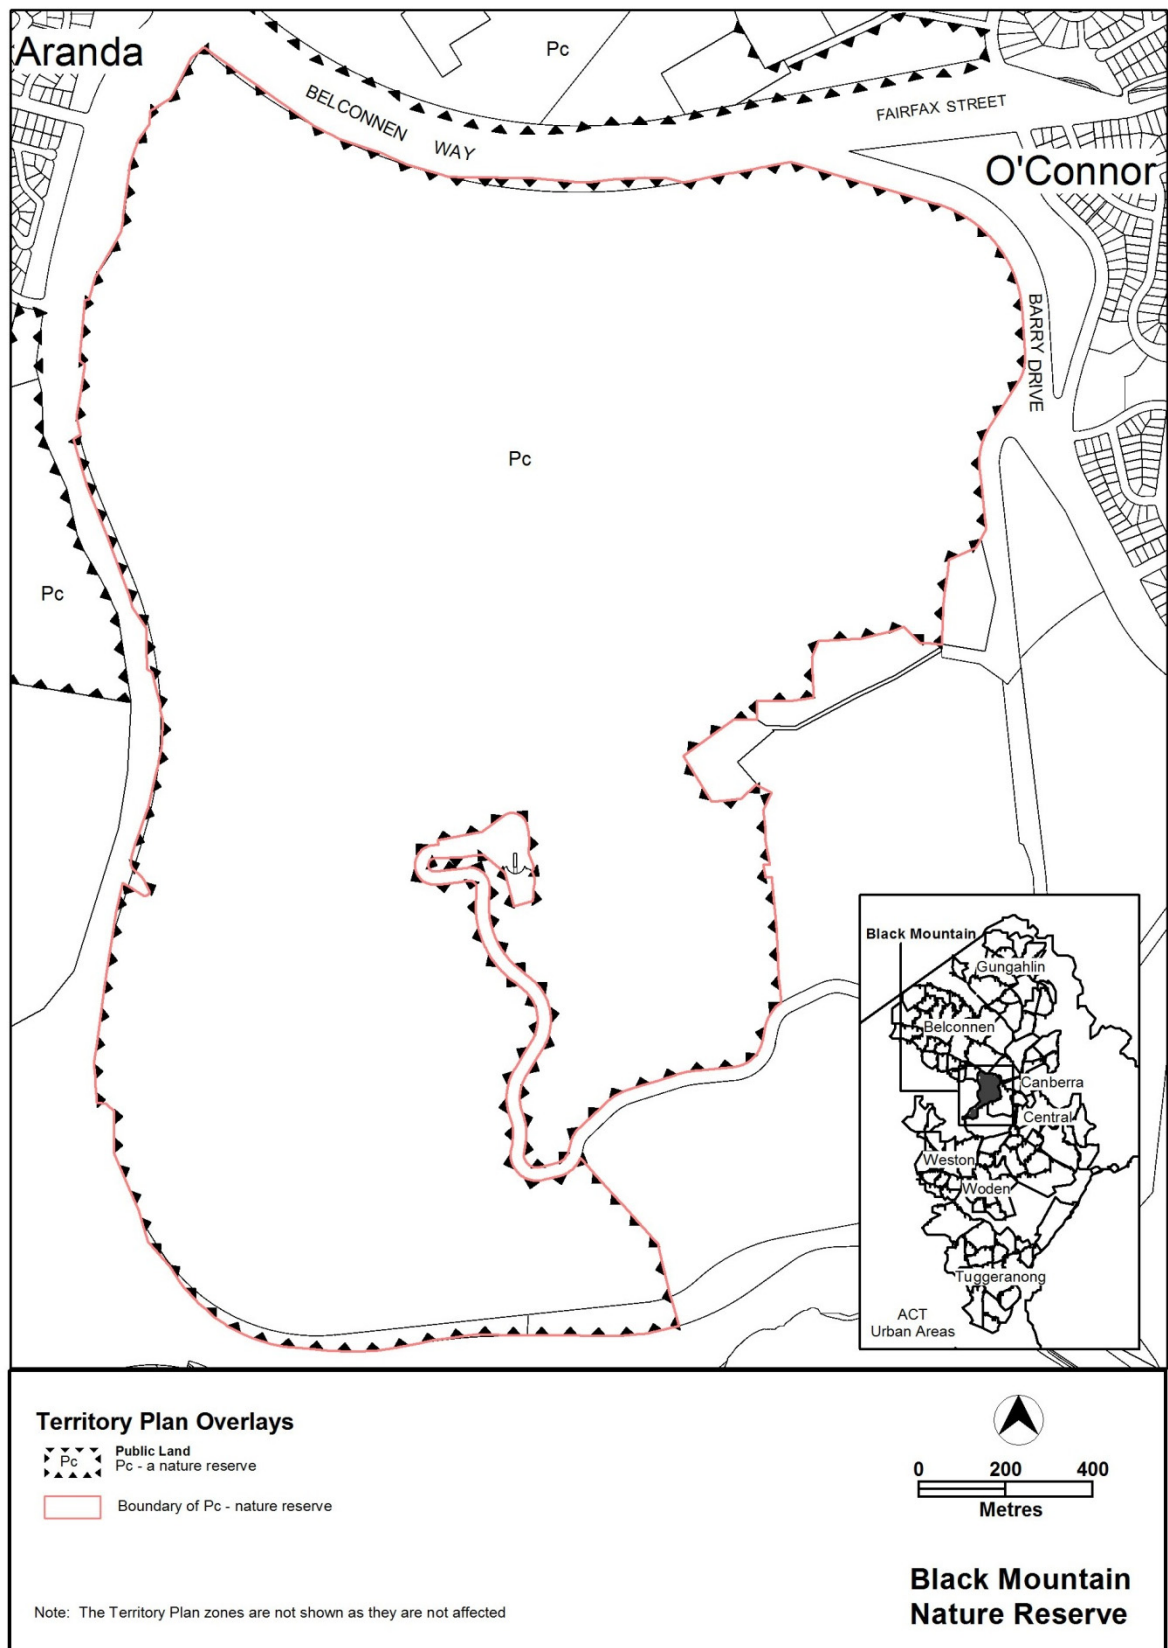 Aranda
Pc
BELCONNEN
WAY
FAIRFAX STREET
O'Connor
BARRY DRIVE
Pc
Pc
Black Mountain
Gungahlin
Belconnen
Canberra
Central
Weston
Woden
Tuggeranong
ACT
Urban Areas
Territory Plan Overlays
Pc
Public Land
Pc - a nature reserve
Boundary of Pc - nature reserve
0 200 400
Metres
Black Mountain
Nature Reserve
Note: The Territory Plan zones are not shown as they are not affected